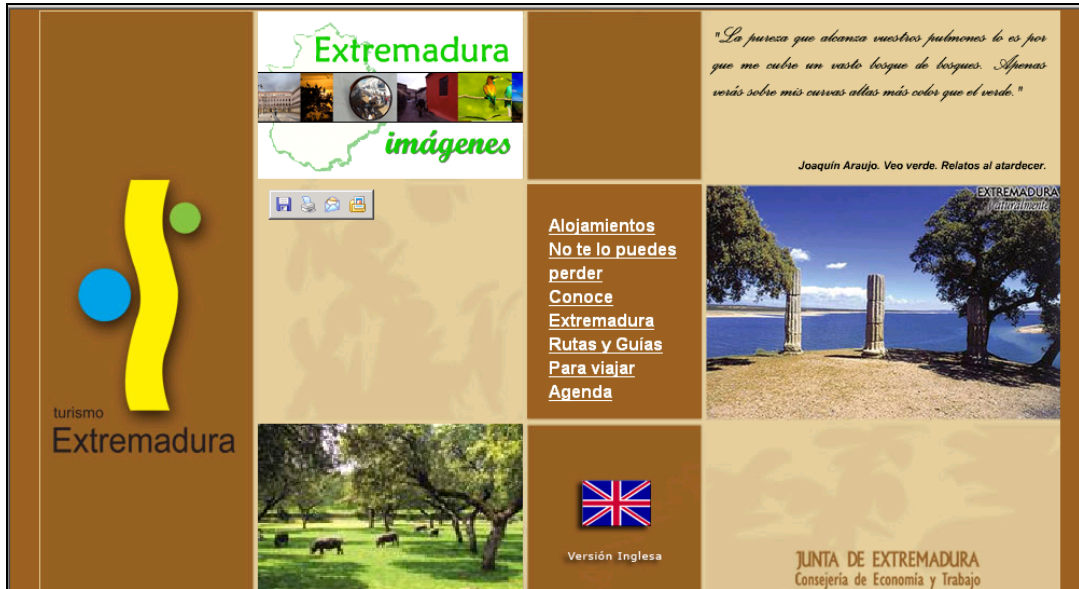 Extremadura
imágenes
"La pureza que alcanza vuestros pulmones lo es por
que me cubre un vasto bosque de bosques. Apenas
verás sobre mis curvas altas más color que el verde."
Joaquín Araujo. Veo verde. Relatos al atardecer.
turismo
Extremadura
Alojamientos
No te lo puedes
perder
Conoce
Extremadura
Rutas y Guías
Para viajar
Agenda
EXTREMADURA
Naturalmente
Versión Inglesa
JUNTA DE EXTREMADURA
Consejería de Economía y Trabajo